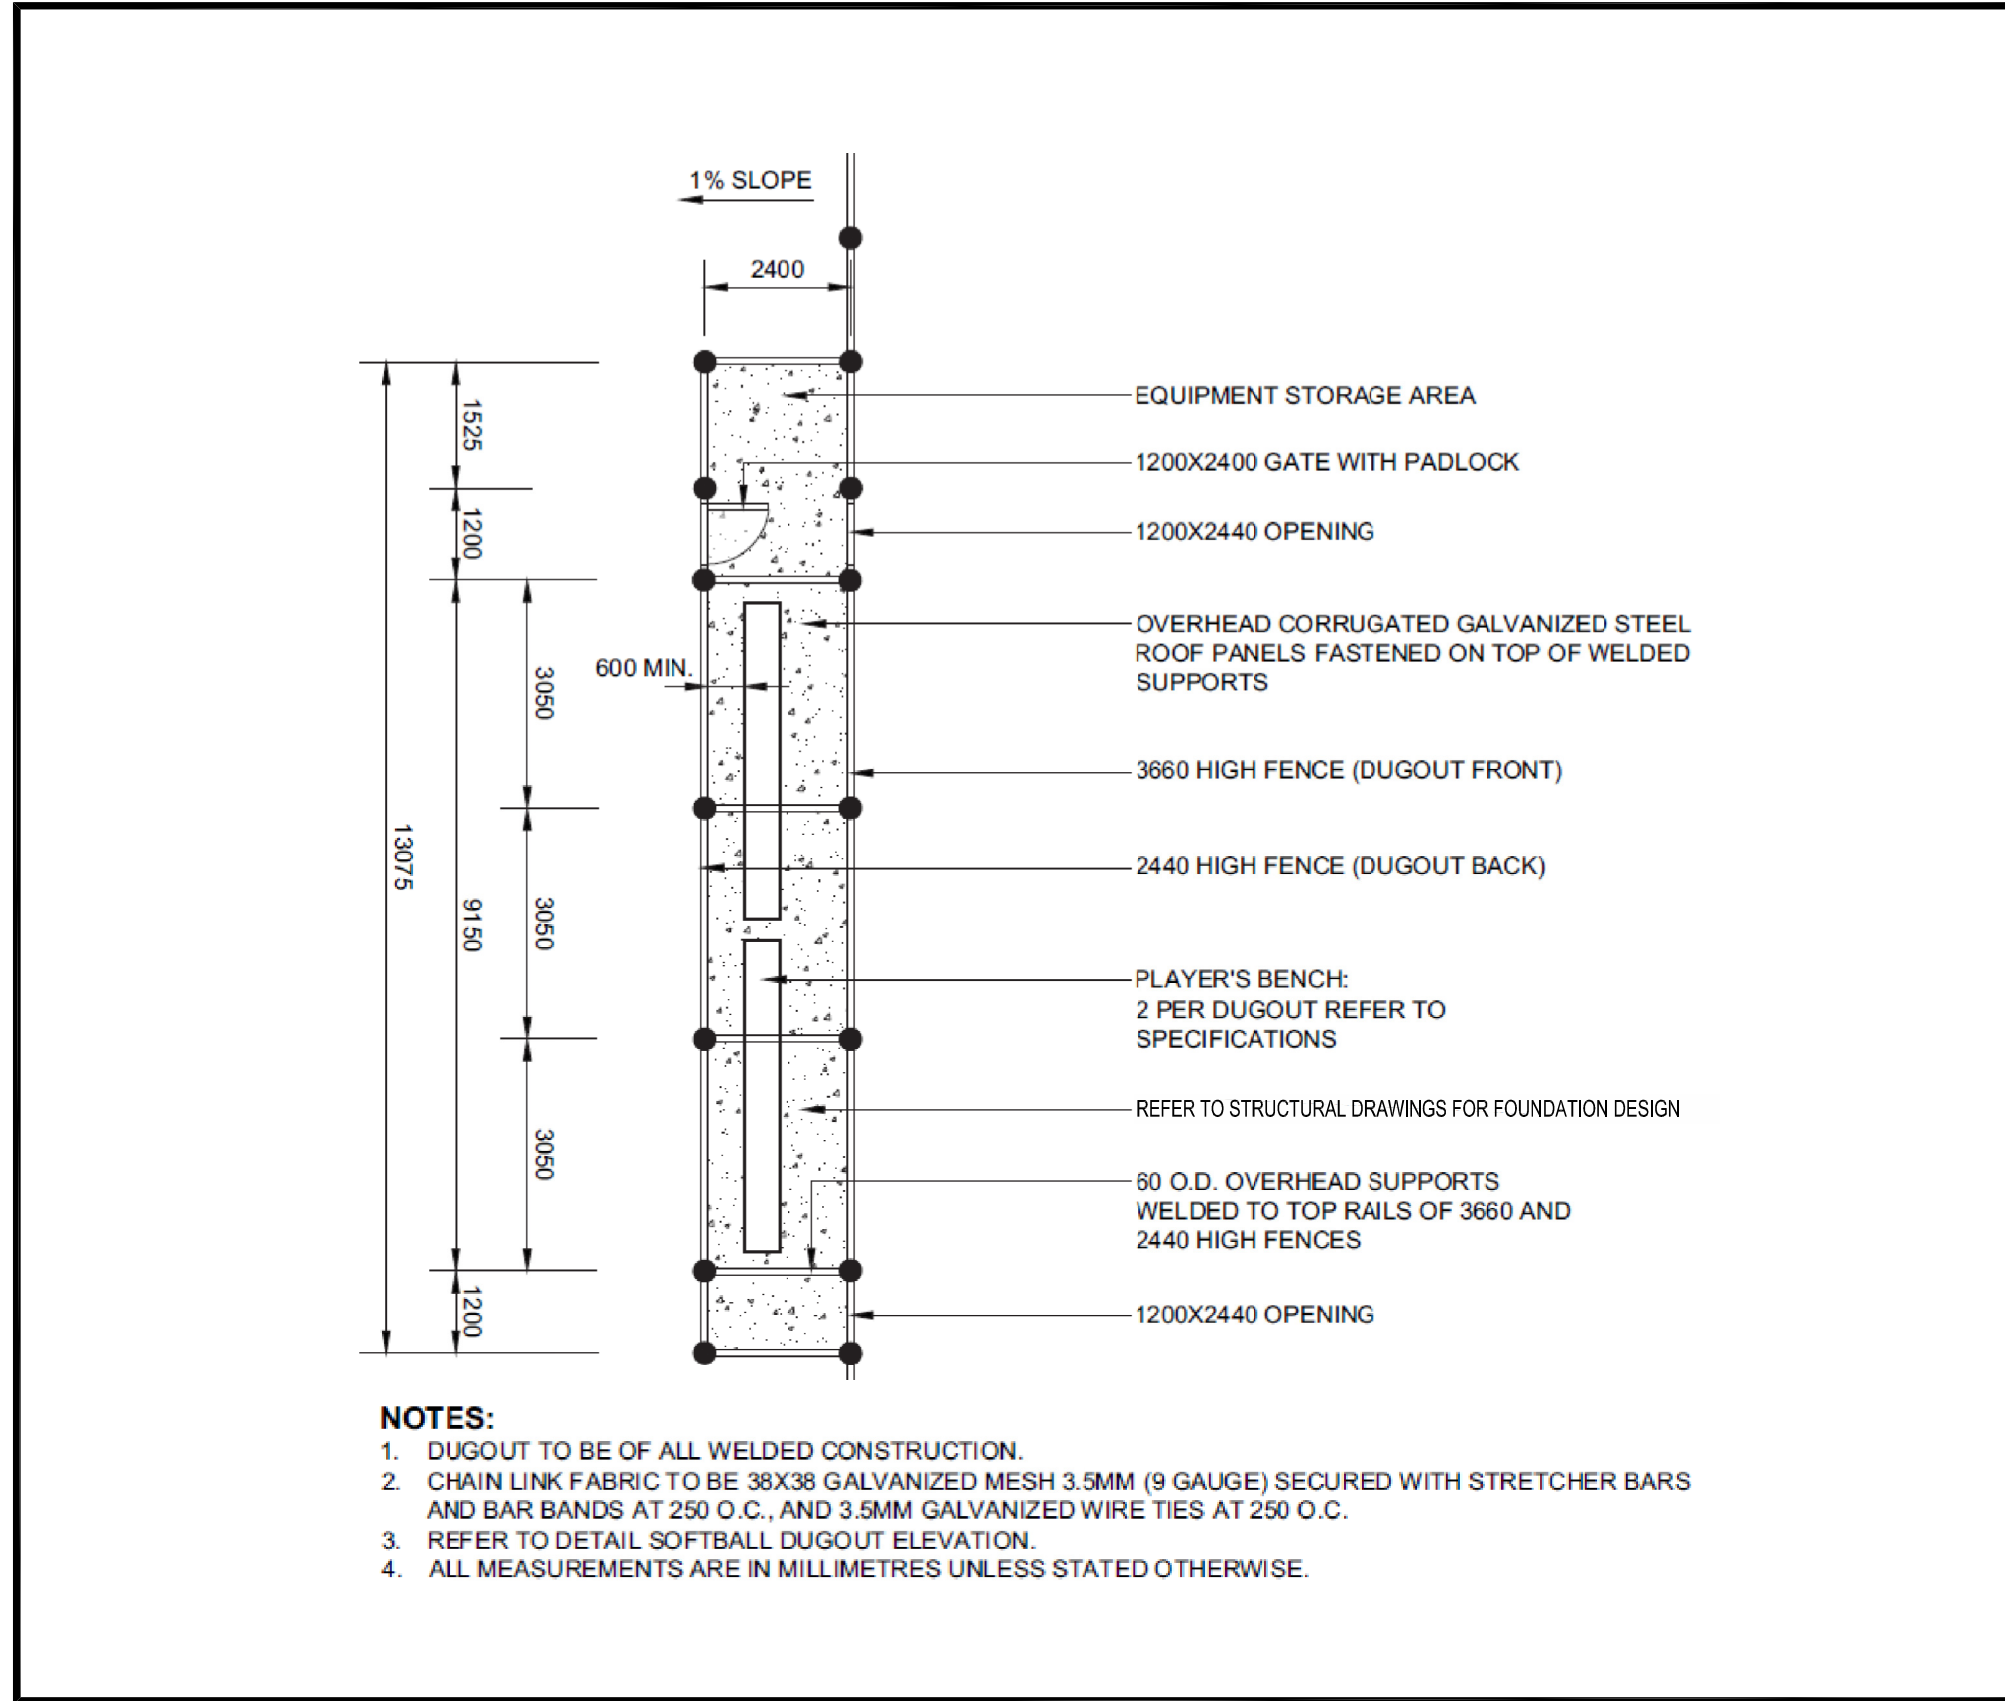 1% SLOPE
2400
1525
1200
3050
3050
3050
9150
13075
1200
600 MIN.
EQUIPMENT STORAGE AREA
1200X2400 GATE WITH PADLOCK
1200X2440 OPENING
OVERHEAD CORRUGATED GALVANIZED STEEL
ROOF PANELS FASTENED ON TOP OF WELDED
SUPPORTS
3660 HIGH FENCE (DUGOUT FRONT)
2440 HIGH FENCE (DUGOUT BACK)
PLAYER'S BENCH:
2 PER DUGOUT REFER TO
SPECIFICATIONS
REFER TO STRUCTURAL DRAWINGS FOR FOUNDATION DESIGN
60 O.D. OVERHEAD SUPPORTS
WELDED TO TOP RAILS OF 3660 AND
2440 HIGH FENCES
1200X2440 OPENING
NOTES:
1. DUGOUT TO BE OF ALL WELDED CONSTRUCTION.
2. CHAIN LINK FABRIC TO BE 38X38 GALVANIZED MESH 3.5MM (9 GAUGE) SECURED WITH STRETCHER BARS
AND BAR BANDS AT 250 O.C., AND 3.5MM GALVANIZED WIRE TIES AT 250 O.C.
3. REFER TO DETAIL SOFTBALL DUGOUT ELEVATION.
4. ALL MEASUREMENTS ARE IN MILLIMETRES UNLESS STATED OTHERWISE.